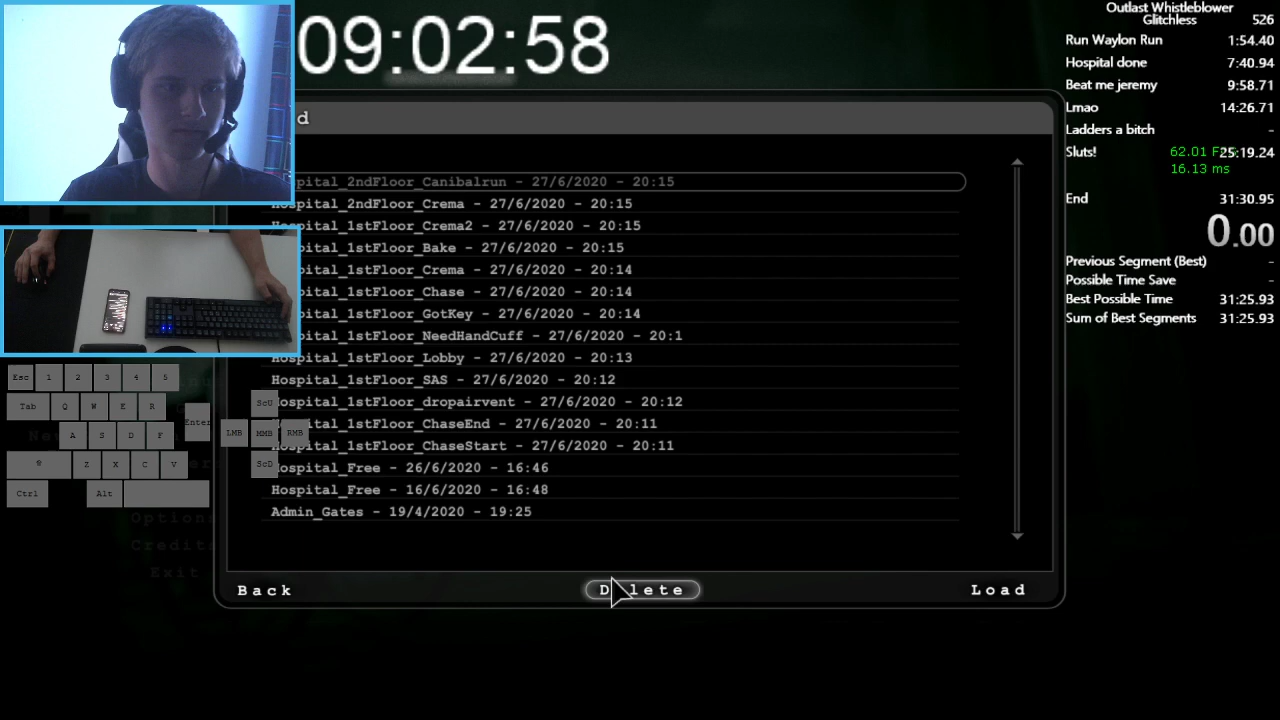 09:02:58
d
pital_2ndFloor_Canibalrun - 27/6/2020 - 20:15
Hospital_2ndFloor_Crema - 27/6/2020 - 20:15
Hospital_1stFloor_Crema2 - 27/6/2020 - 20:15
pital_1stFloor_Bake - 27/6/2020 - 20:15
pital_1stFloor_Crema - 27/6/2020 - 20:14
pital_1stFloor_Chase - 27/6/2020 - 20:14
pital_1stFloor_GotKey - 27/6/2020 - 20:14
pital_1stFloor_NeedHandCuff - 27/6/2020 - 20:1
Hospital_1stFloor_Lobby - 27/6/2020 - 20:13
Hospital_1stFloor_SAS - 27/6/2020 - 20:12
ospital_1stFloor_dropairvent - 27/6/2020 - 20:12
ospital_1stFloor_ChaseEnd - 27/6/2020 - 20:11
ospital_1stFloor_ChaseStart - 27/6/2020 - 20:11
ospital_Free - 26/6/2020 - 16:46
Hospital_Free - 16/6/2020 - 16:48
Admin_Gates - 19/4/2020 - 19:25
Back
Delete
Load
Options
Credits
Exit
Esc 1 2 3 4 5
Tab Q W E R
Enter
A S D F
Z X C V
Ctrl Alt
ScU
LMB MMB RMB
ScD
Outlast Whistleblower
Glitchless 526
Run Waylon Run 1:54.40
Hospital done 7:40.94
Beat me jeremy 9:58.71
Lmao 14:26.71
Ladders a bitch -
Sluts! 25:19.24
62.01 F
16.13 ms
End 31:30.95
0.00
Previous Segment (Best) -
Possible Time Save -
Best Possible Time 31:25.93
Sum of Best Segments 31:25.93